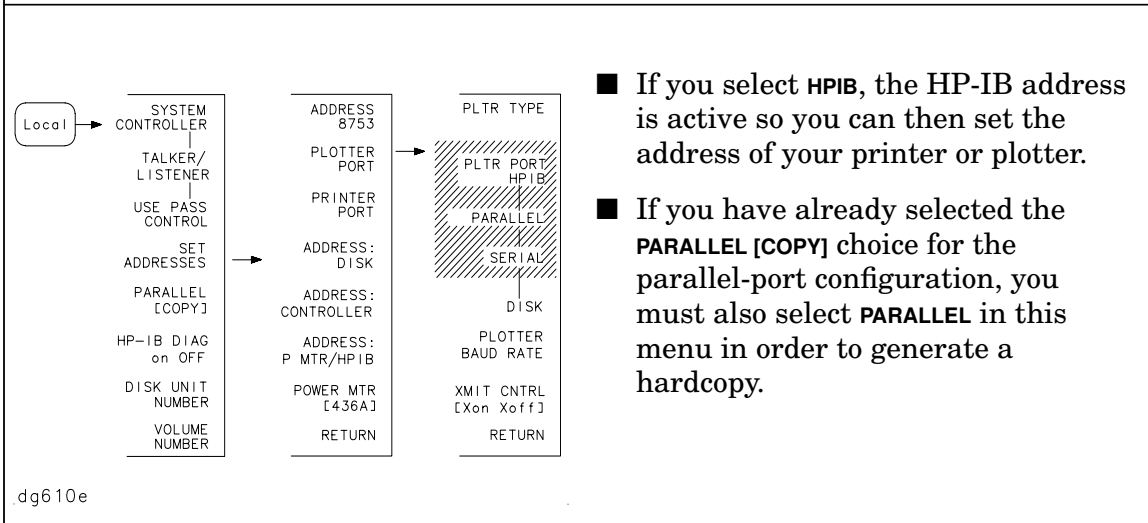 Local
SYSTEM
CONTROLLER
TALKER/
LISTENER
USE PASS
CONTROL
SET
ADDRESSES
PARALLEL
[COPY]
HP-IB DIAG
on OFF
DISK UNIT
NUMBER
VOLUME
NUMBER
ADDRESS
8753
PLOTTER
PORT
PRINTER
PORT
ADDRESS:
DISK
ADDRESS:
CONTROLLER
ADDRESS:
P MTR/HPIB
POWER MTR
[436A]
RETURN
PLTR TYPE
PLTR PORT
HPIB
PARALLEL
SERIAL
DISK
PLOTTER
BAUD RATE
XMIT CNTRL
[Xon Xoff]
RETURN
dg610e
■ If you select HPIB, the HP-IB address
is active so you can then set the
address of your printer or plotter.
■ If you have already selected the
PARALLEL [COPY] choice for the
parallel-port configuration, you
must also select PARALLEL in this
menu in order to generate a
hardcopy.